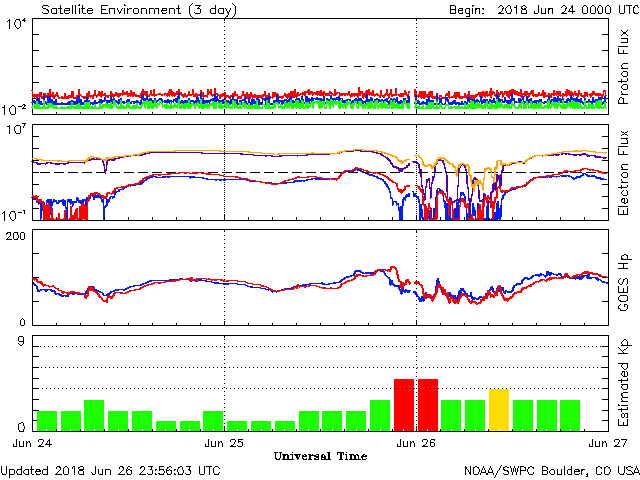 Satellite Environment (3 day) Begin: 2018 Jun 24 0000 UTC
10^4
10^-2
Proton Flux
10^7
10^-1
Electron Flux
200
0
GOES Hp
9
0
Estimated Kp
Jun 24 Jun 25 Jun 26 Jun 27
Universal Time
Updated 2018 Jun 26 23:56:03 UTC NOAA/SWPC Boulder, CO USA